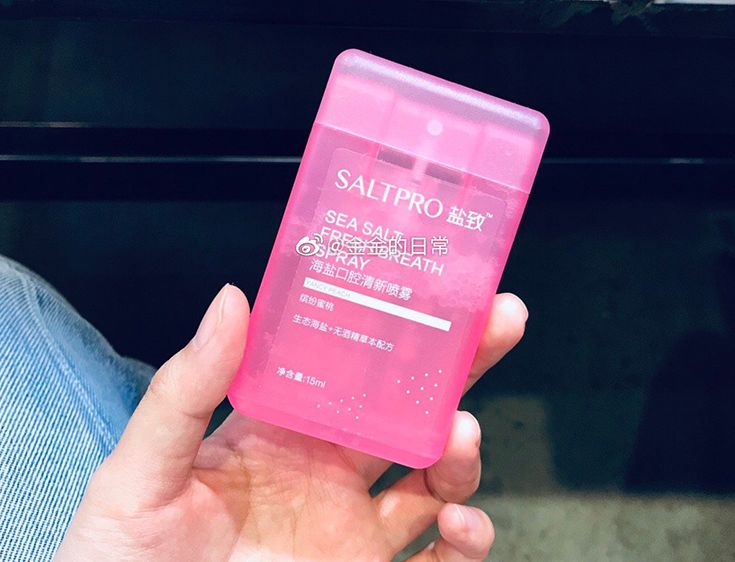 SALTPRO 盐致™
SEA SALT
FRESH BREATH
SPRAY
@金金的日常
海盐口腔清新喷雾
FANCY PEACH
缤纷蜜桃
生态海盐+无酒精草本配方
净含量:15ml